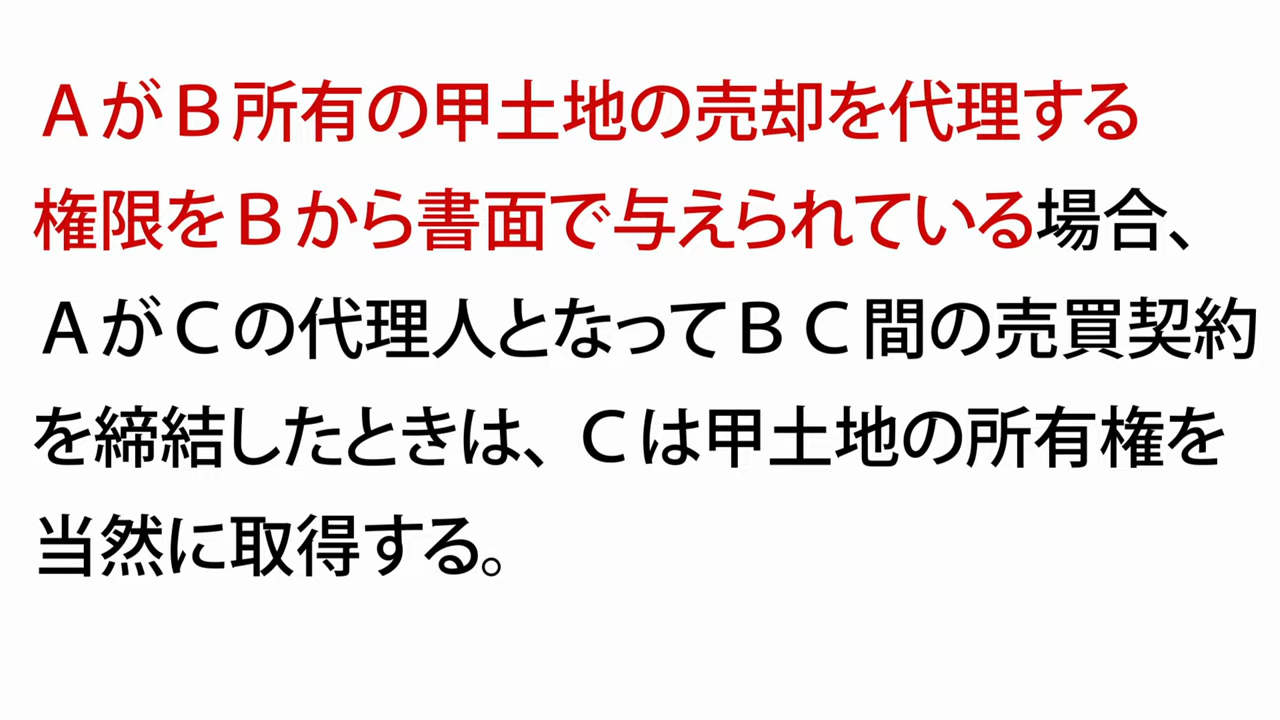 ＡがＢ所有の甲土地の売却を代理する
権限をＢから書面で与えられている場合、
ＡがＣの代理人となってＢＣ間の売買契約
を締結したときは、Ｃは甲土地の所有権を
当然に取得する。